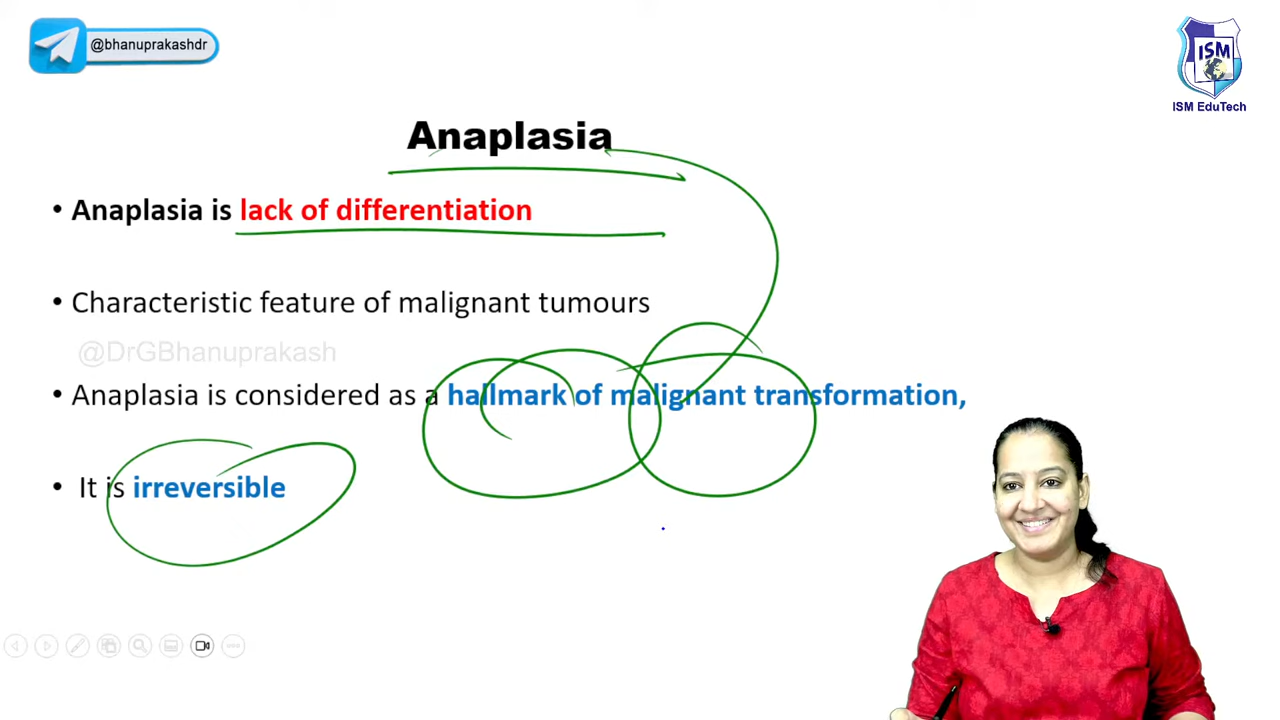 @bhanuprakashdr
ISM
ISM EduTech
Anaplasia
• Anaplasia is lack of differentiation
• Characteristic feature of malignant tumours
@DrGBhanuprakash
• Anaplasia is considered as a hallmark of malignant transformation,
• It is irreversible